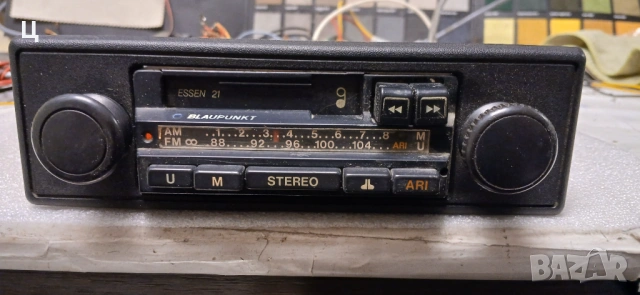 Ц
ESSEN 21
BLAUPUNKT
AM .1...2...3.4..5..6..7..8 M
FM 88 92 96 100 104 ARI U
U M STEREO ARI
BAZAR
bg